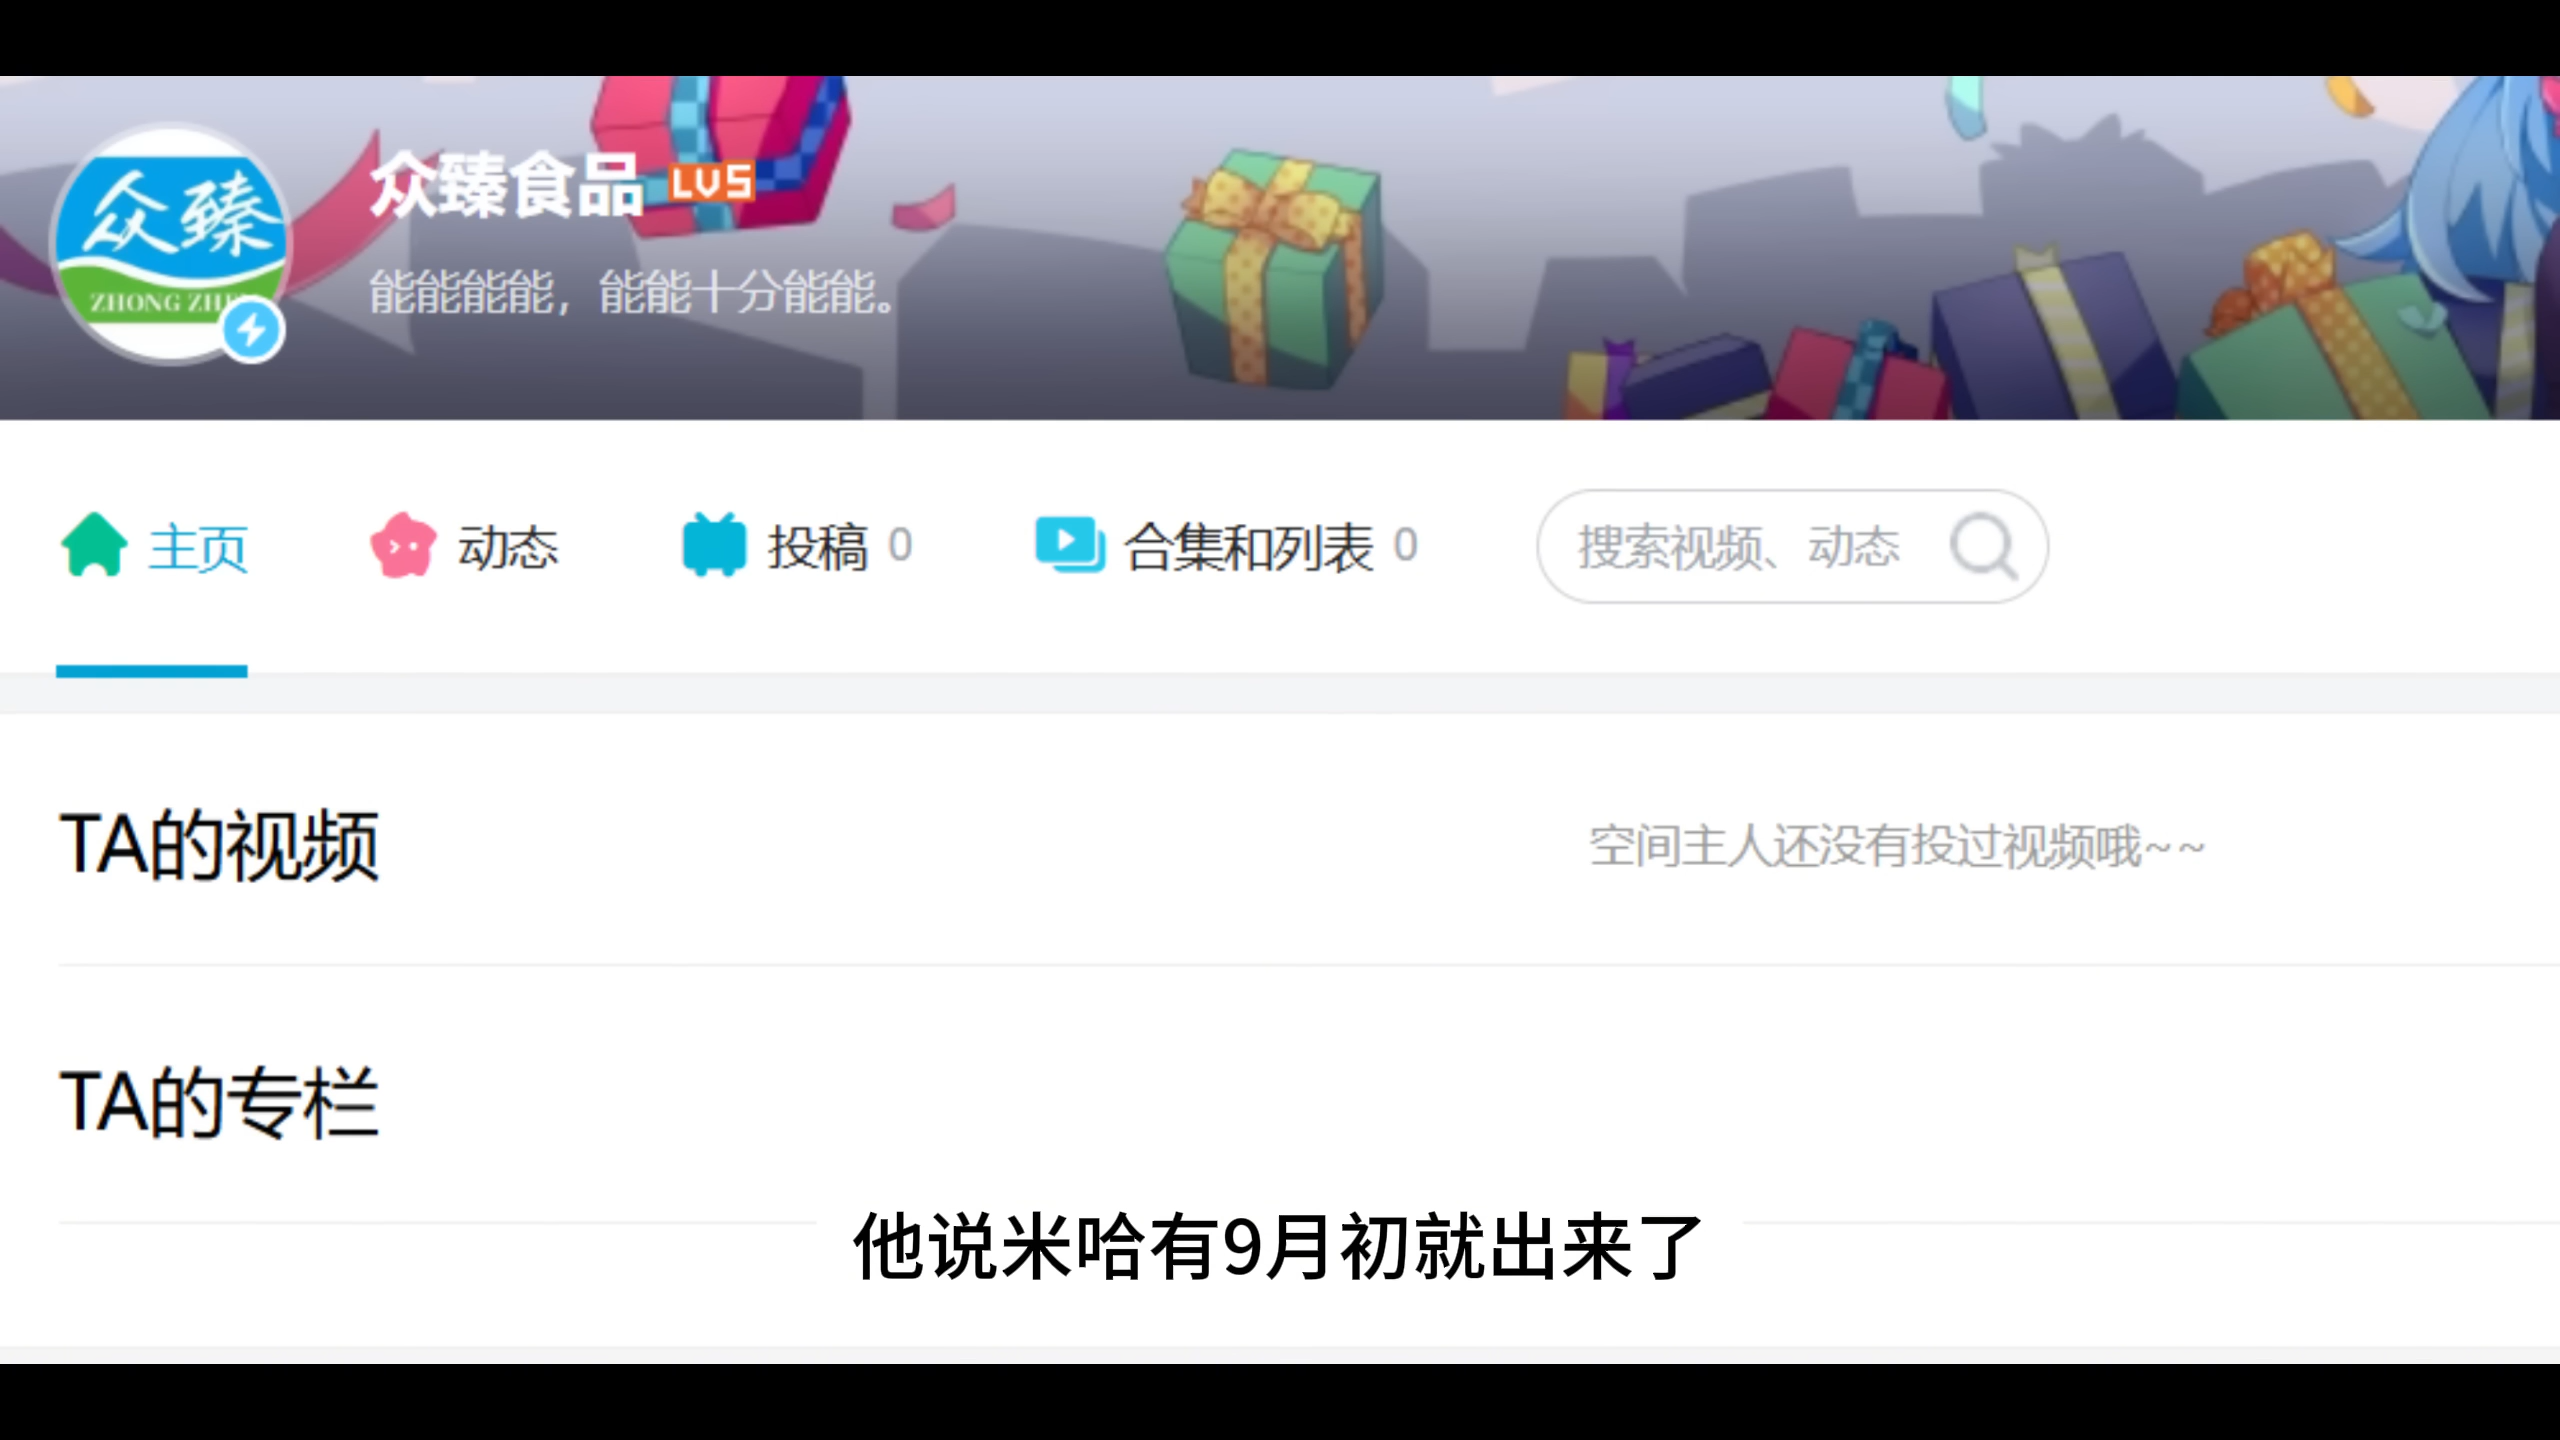 众臻
ZHONG ZHE
众臻食品 LV5
能能能能，能能十分能能。
主页 动态 投稿 0 合集和列表 0 搜索视频、动态
TA的视频 空间主人还没有投过视频哦~~
TA的专栏
他说米哈有9月初就出来了